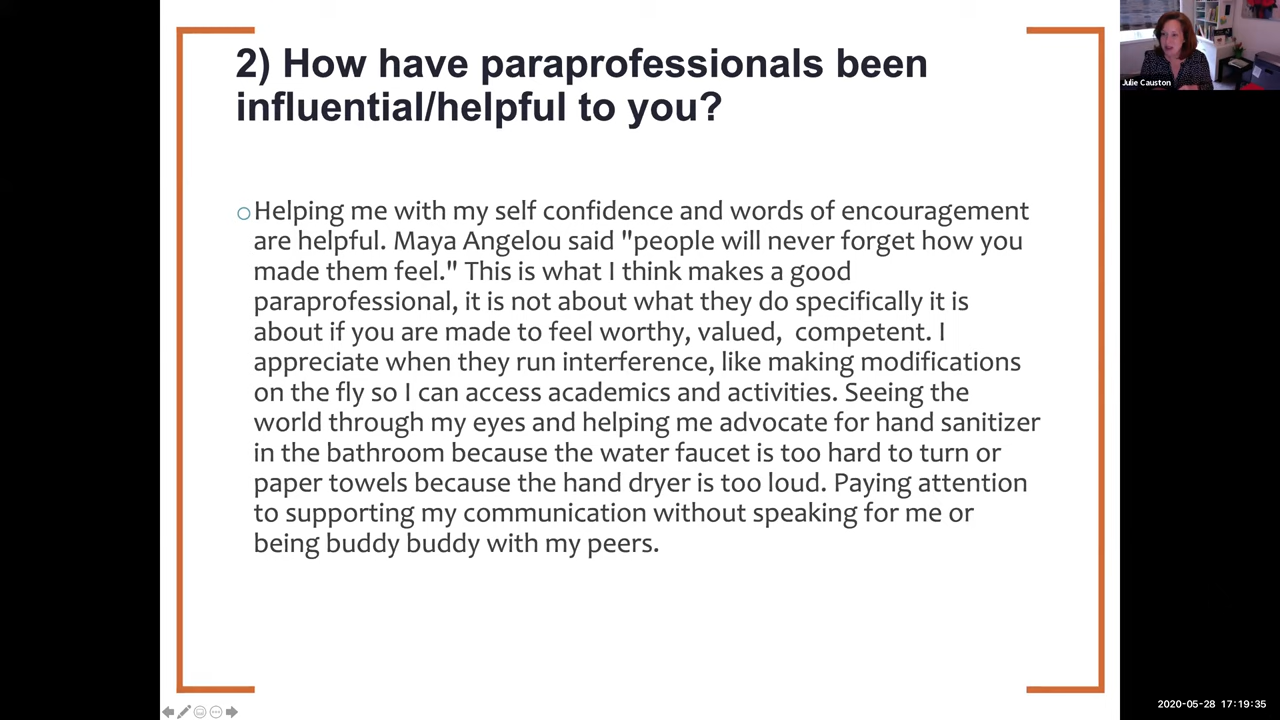 2) How have paraprofessionals been
influential/helpful to you?
Helping me with my self confidence and words of encouragement
are helpful. Maya Angelou said "people will never forget how you
made them feel." This is what I think makes a good
paraprofessional, it is not about what they do specifically it is
about if you are made to feel worthy, valued,  competent. I
appreciate when they run interference, like making modifications
on the fly so I can access academics and activities. Seeing the
world through my eyes and helping me advocate for hand sanitizer
in the bathroom because the water faucet is too hard to turn or
paper towels because the hand dryer is too loud. Paying attention
to supporting my communication without speaking for me or
being buddy buddy with my peers.
Julie Causton
2020-05-28 17:19:35